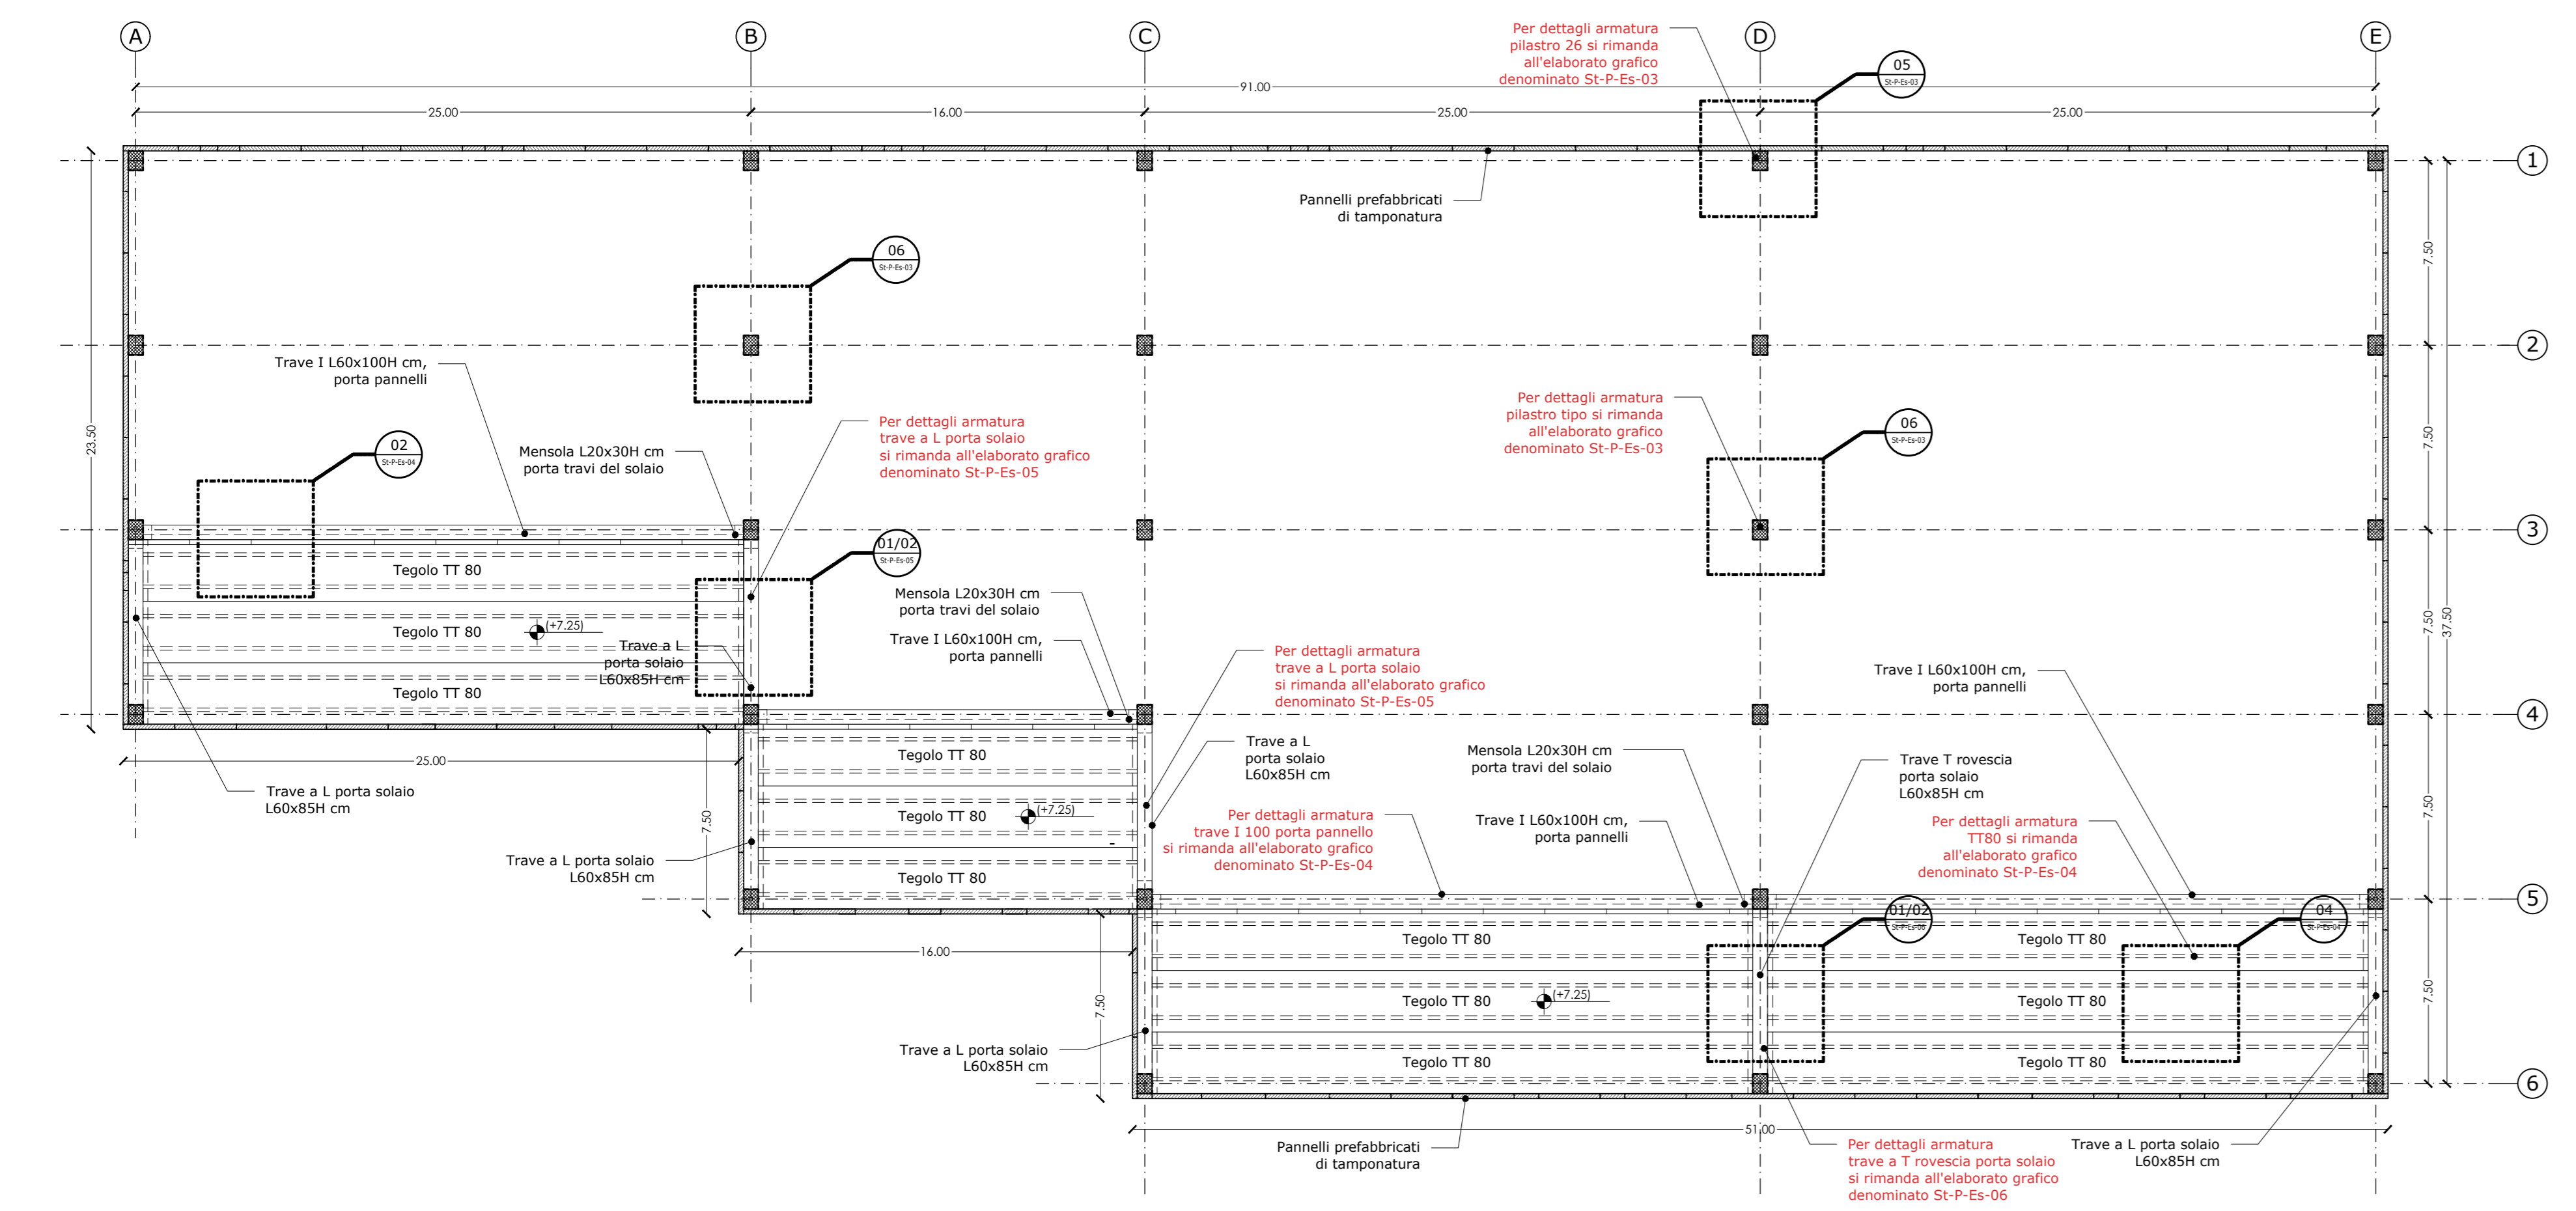 A
B
C
D
E
Per dettagli armatura
pilastro 26 si rimanda
all'elaborato grafico
denominato St-P-Es-03
05
St-P-Es-03
91.00
25.00
16.00
25.00
25.00
1
Pannelli prefabbricati
di tamponatura
06
St-P-Es-03
7.50
2
Trave I L60x100H cm,
porta pannelli
Per dettagli armatura
pilastro tipo si rimanda
all'elaborato grafico
denominato St-P-Es-03
06
St-P-Es-03
23.50
02
St-P-Es-04
Mensola L20x30H cm
porta travi del solaio
Per dettagli armatura
trave a L porta solaio
si rimanda all'elaborato grafico
denominato St-P-Es-05
7.50
3
01/02
St-P-Es-05
Tegolo TT 80
Tegolo TT 80
(+7.25)
Tegolo TT 80
Trave a L
porta solaio
L60x85H cm
Mensola L20x30H cm
porta travi del solaio
Trave I L60x100H cm,
porta pannelli
Per dettagli armatura
trave a L porta solaio
si rimanda all'elaborato grafico
denominato St-P-Es-05
Trave I L60x100H cm,
porta pannelli
7.50
37.50
4
25.00
Trave a L porta solaio
L60x85H cm
7.50
Tegolo TT 80
Tegolo TT 80
(+7.25)
Tegolo TT 80
Trave a L
porta solaio
L60x85H cm
Mensola L20x30H cm
porta travi del solaio
Trave T rovescia
porta solaio
L60x85H cm
Per dettagli armatura
trave I 100 porta pannello
si rimanda all'elaborato grafico
denominato St-P-Es-04
Trave I L60x100H cm,
porta pannelli
Per dettagli armatura
TT80 si rimanda
all'elaborato grafico
denominato St-P-Es-04
7.50
Trave a L porta solaio
L60x85H cm
5
01/02
St-P-Es-06
04
St-P-Es-04
16.00
7.50
Tegolo TT 80
Tegolo TT 80
Tegolo TT 80
(+7.25)
Tegolo TT 80
Tegolo TT 80
Tegolo TT 80
7.50
Trave a L porta solaio
L60x85H cm
6
51.00
Pannelli prefabbricati
di tamponatura
Per dettagli armatura
trave a T rovescia porta solaio
si rimanda all'elaborato grafico
denominato St-P-Es-06
Trave a L porta solaio
L60x85H cm